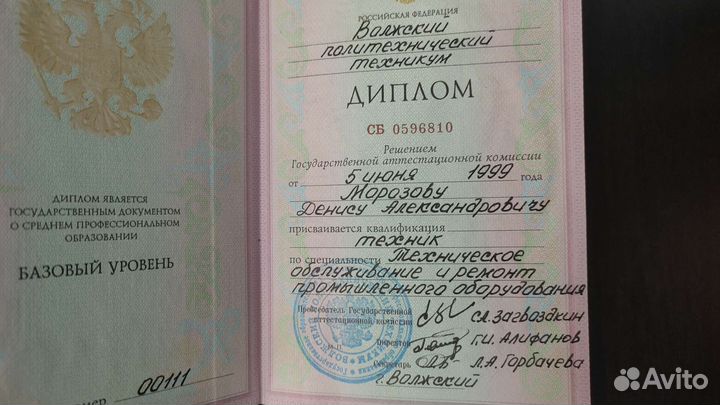 ДИПЛОМ ЯВЛЯЕТСЯ
ГОСУДАРСТВЕННЫМ ДОКУМЕНТОМ
О СРЕДНЕМ ПРОФЕССИОНАЛЬНОМ
ОБРАЗОВАНИИ
БАЗОВЫЙ УРОВЕНЬ
00111
РОССИЙСКАЯ ФЕДЕРАЦИЯ
Волжский
политехнический
техникум
ДИПЛОМ
СБ 0596810
Решением
Государственной аттестационной комиссии
от 5 июня 1999 года
Морозову
Денису Александровичу
присваивается квалификация
техник
по специальности Техническое
обслуживание и ремонт
промышленного оборудования
Председатель Государственной
аттестационной комиссии С.Л. Загваздкин
Директор Г.И. Алифанов
Секретарь Л.А. Горбачева
г. Волжский
Avito